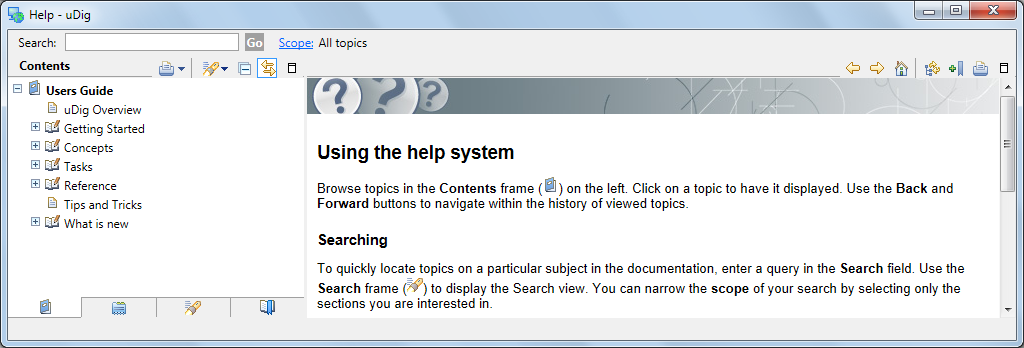 Help - uDig
Search:
Go
Scope: All topics
Contents
Users Guide
uDig Overview
Getting Started
Concepts
Tasks
Reference
Tips and Tricks
What is new
? ? ?
Using the help system
Browse topics in the Contents frame ( ) on the left. Click on a topic to have it displayed. Use the Back and
Forward buttons to navigate within the history of viewed topics.
Searching
To quickly locate topics on a particular subject in the documentation, enter a query in the Search field. Use the
Search frame ( ) to display the Search view. You can narrow the scope of your search by selecting only the
sections you are interested in.